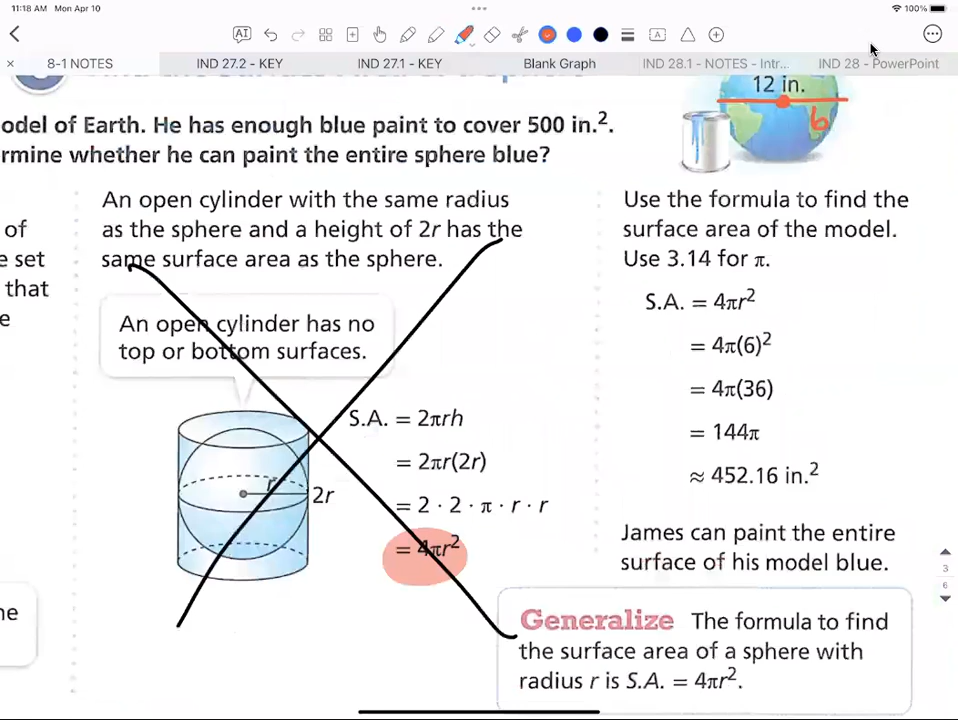 11:18 AM Mon Apr 10
100%
AI
A
8-1 NOTES
IND 27.2 - KEY
IND 27.1 - KEY
Blank Graph
IND 28.1 - NOTES - Intr...
IND 28 - PowerPoint
12 in.
6
odel of Earth. He has enough blue paint to cover 500 in.².
rmine whether he can paint the entire sphere blue?
of
e set
that
e
An open cylinder with the same radius
as the sphere and a height of 2r has the
same surface area as the sphere.
An open cylinder has no
top or bottom surfaces.
r
2r
S.A. = 2πrh
= 2πr(2r)
= 2 · 2 · π · r · r
= 4πr²
Use the formula to find the
surface area of the model.
Use 3.14 for π.
S.A. = 4πr²
= 4π(6)²
= 4π(36)
= 144π
≈ 452.16 in.²
James can paint the entire
surface of his model blue.
3
6
he
Generalize The formula to find
the surface area of a sphere with
radius r is S.A. = 4πr².